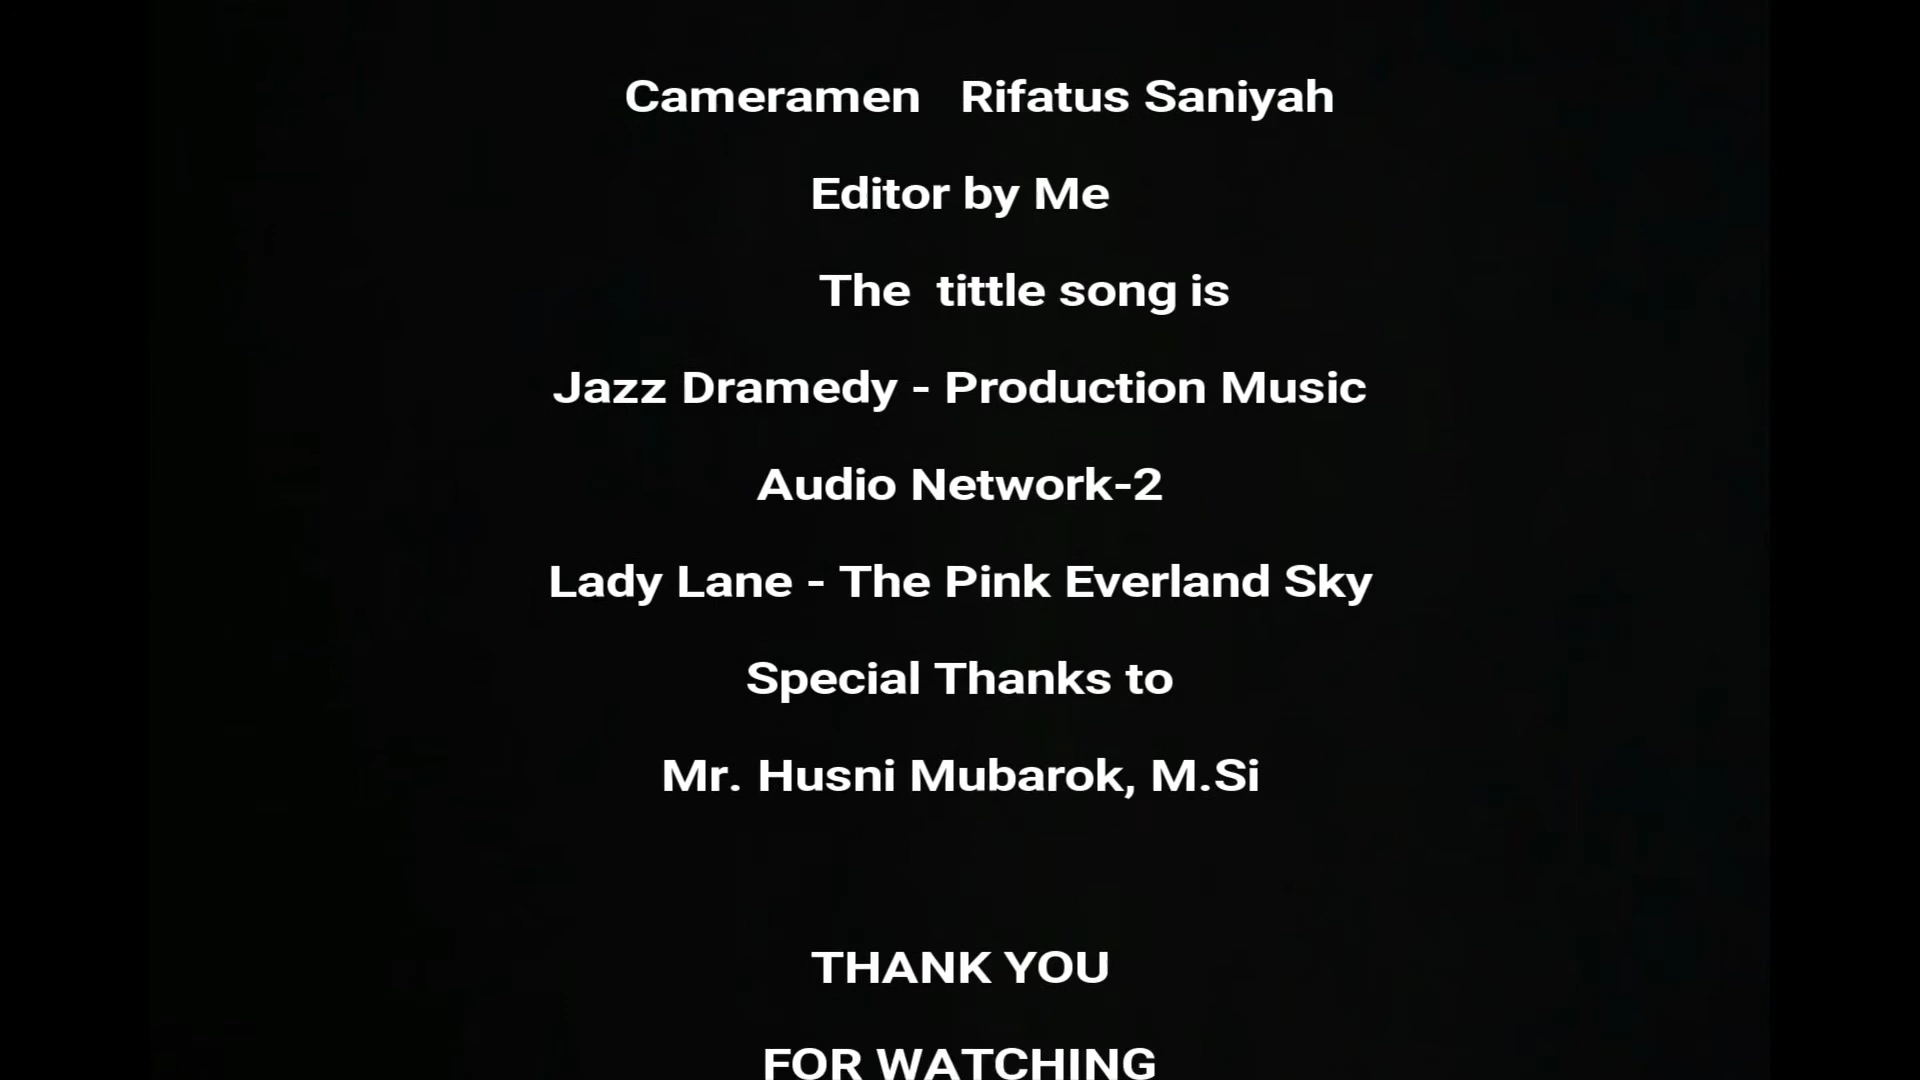 Cameramen Rifatus Saniyah
Editor by Me
The tittle song is
Jazz Dramedy - Production Music
Audio Network-2
Lady Lane - The Pink Everland Sky
Special Thanks to
Mr. Husni Mubarok, M.Si
THANK YOU
FOR WATCHING